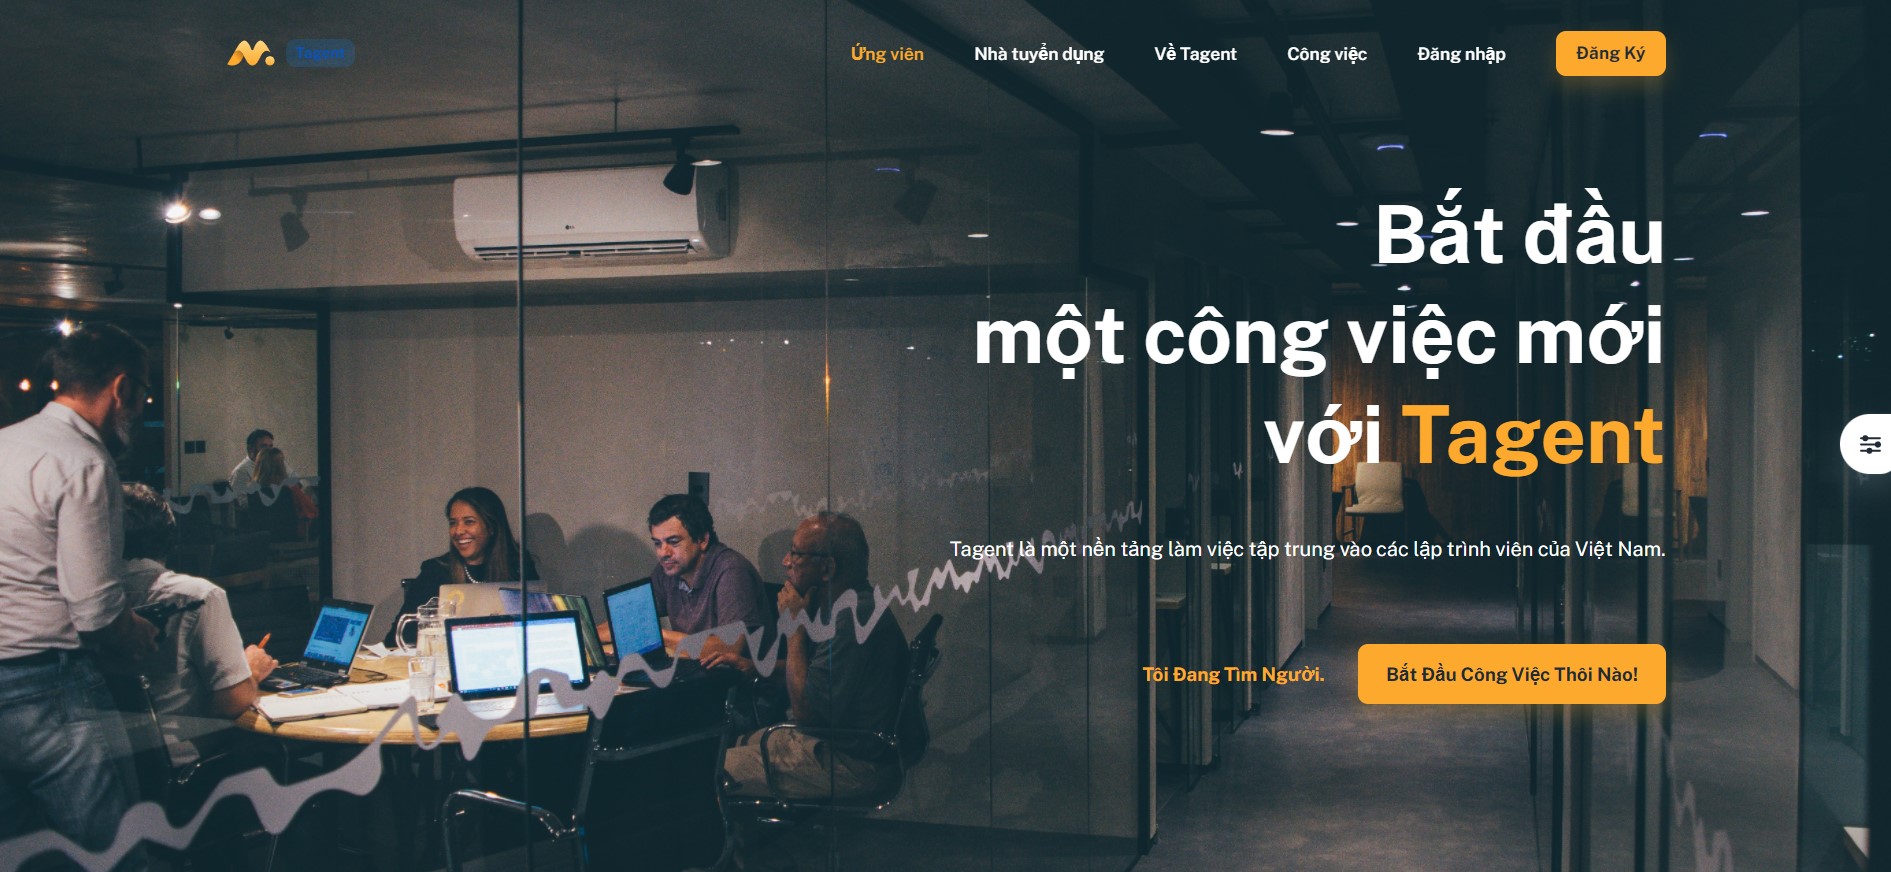 Tagent
Ứng viên
Nhà tuyển dụng
Về Tagent
Công việc
Đăng nhập
Đăng Ký
Bắt đầu
một công việc mới
với Tagent
Tagent là một nền tảng làm việc tập trung vào các lập trình viên của Việt Nam.
Tôi Đang Tìm Người.
Bắt Đầu Công Việc Thôi Nào!